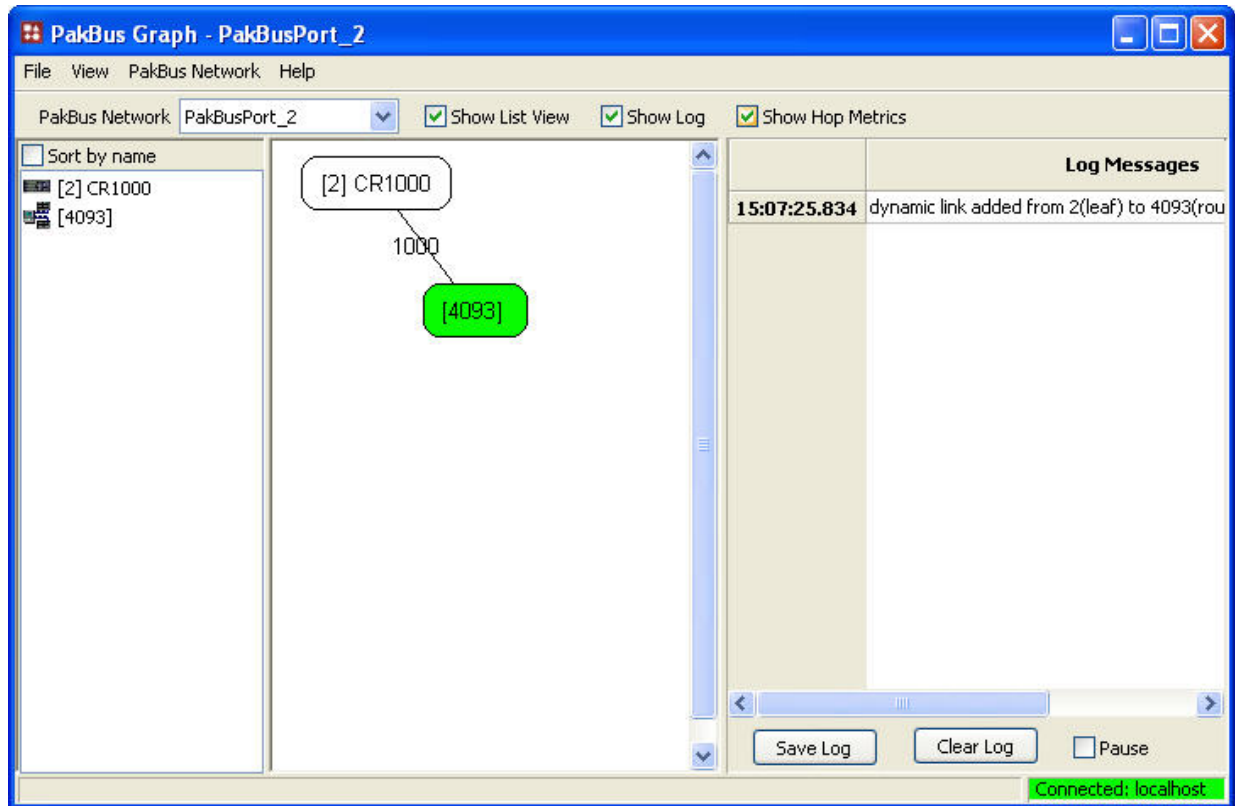 PakBus Graph - PakBusPort_2
File View PakBus Network Help
PakBus Network PakBusPort_2 Show List View Show Log Show Hop Metrics
Sort by name
[2] CR1000
[4093]
[2] CR1000
1000
[4093]
Log Messages
15:07:25.834 dynamic link added from 2(leaf) to 4093(rou
Save Log Clear Log Pause
Connected: localhost